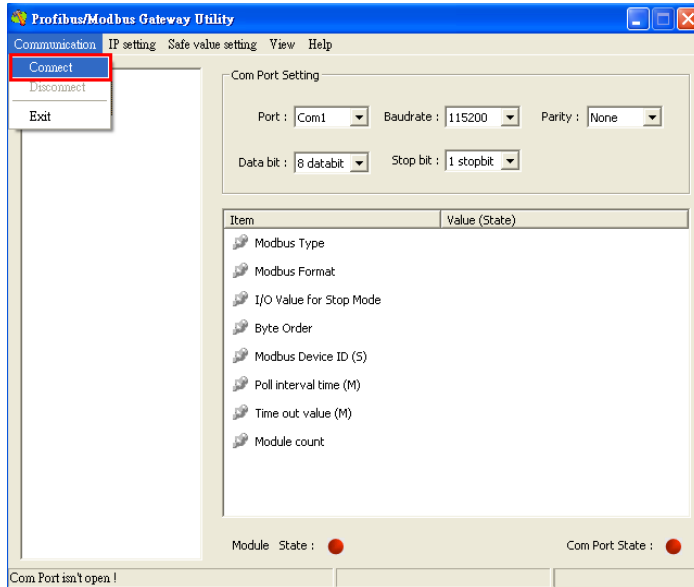 Profibus/Modbus Gateway Utility
Communication IP setting Safe value setting View Help
Connect
Disconnect
Exit
Com Port Setting
Port : Com1 Baudrate : 115200 Parity : None
Data bit : 8 databit Stop bit : 1 stopbit
Item Value (State)
Modbus Type
Modbus Format
I/O Value for Stop Mode
Byte Order
Modbus Device ID (S)
Poll interval time (M)
Time out value (M)
Module count
Module State : Com Port State :
Com Port isn't open !